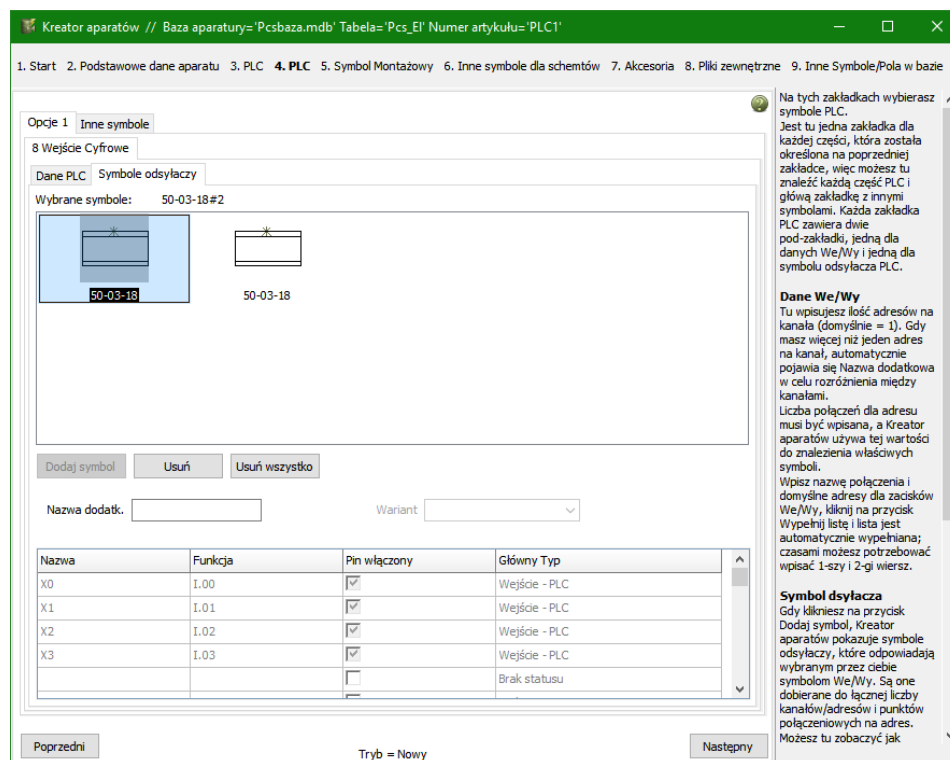 Kreator aparatów // Baza aparatury='Pcsbaza.mdb' Tabela='Pcs_El' Numer artykułu='PLC1'
1. Start 2. Podstawowe dane aparatu 3. PLC 4. PLC 5. Symbol Montażowy 6. Inne symbole dla schemtów 7. Akcesoria 8. Pliki zewnętrzne 9. Inne Symbole/Pola w bazie
Opcje 1 Inne symbole
8 Wejście Cyfrowe
Dane PLC Symbole odsyłaczy
Wybrane symbole: 50-03-18#2
50-03-18 50-03-18
Dodaj symbol Usuń Usuń wszystko
Nazwa dodatk. Wariant
Nazwa Funkcja Pin włączony Główny Typ
X0 I.00 Wejście - PLC
X1 I.01 Wejście - PLC
X2 I.02 Wejście - PLC
X3 I.03 Wejście - PLC
Brak statusu
Poprzedni Tryb = Nowy Następny
Na tych zakładkach wybierasz
symbole PLC.
Jest tu jedna zakładka dla
każdej części, która została
określona na poprzedniej
zakładce, więc możesz tu
znaleźć każdą część PLC i
główą zakładkę z innymi
symbolami. Każda zakładka
PLC zawiera dwie
pod-zakładki, jedną dla
danych We/Wy i jedną dla
symbolu odsyłacza PLC.
Dane We/Wy
Tu wpisujesz ilość adresów na
kanała (domyślnie = 1). Gdy
masz więcej niż jeden adres
na kanał, automatycznie
pojawia się Nazwa dodatkowa
w celu rozróżnienia między
kanałami.
Liczba połączeń dla adresu
musi być wpisana, a Kreator
aparatów używa tej wartości
do znalezienia właściwych
symboli.
Wpisz nazwę połączenia i
domyślne adresy dla zacisków
We/Wy, kliknij na przycisk
Wypełnij listę i lista jest
automatycznie wypełniana;
czasami możesz potrzebować
wpisać 1-szy i 2-gi wiersz.
Symbol dsyłacza
Gdy klikniesz na przycisk
Dodaj symbol, Kreator
aparatów pokazuje symbole
odsyłaczy, które odpowiadają
wybranym przez ciebie
symbolom We/Wy. Są one
dobierane do łącznej liczby
kanałów/adresów i punktów
połączeniowych na adres.
Możesz tu zobaczyć jak